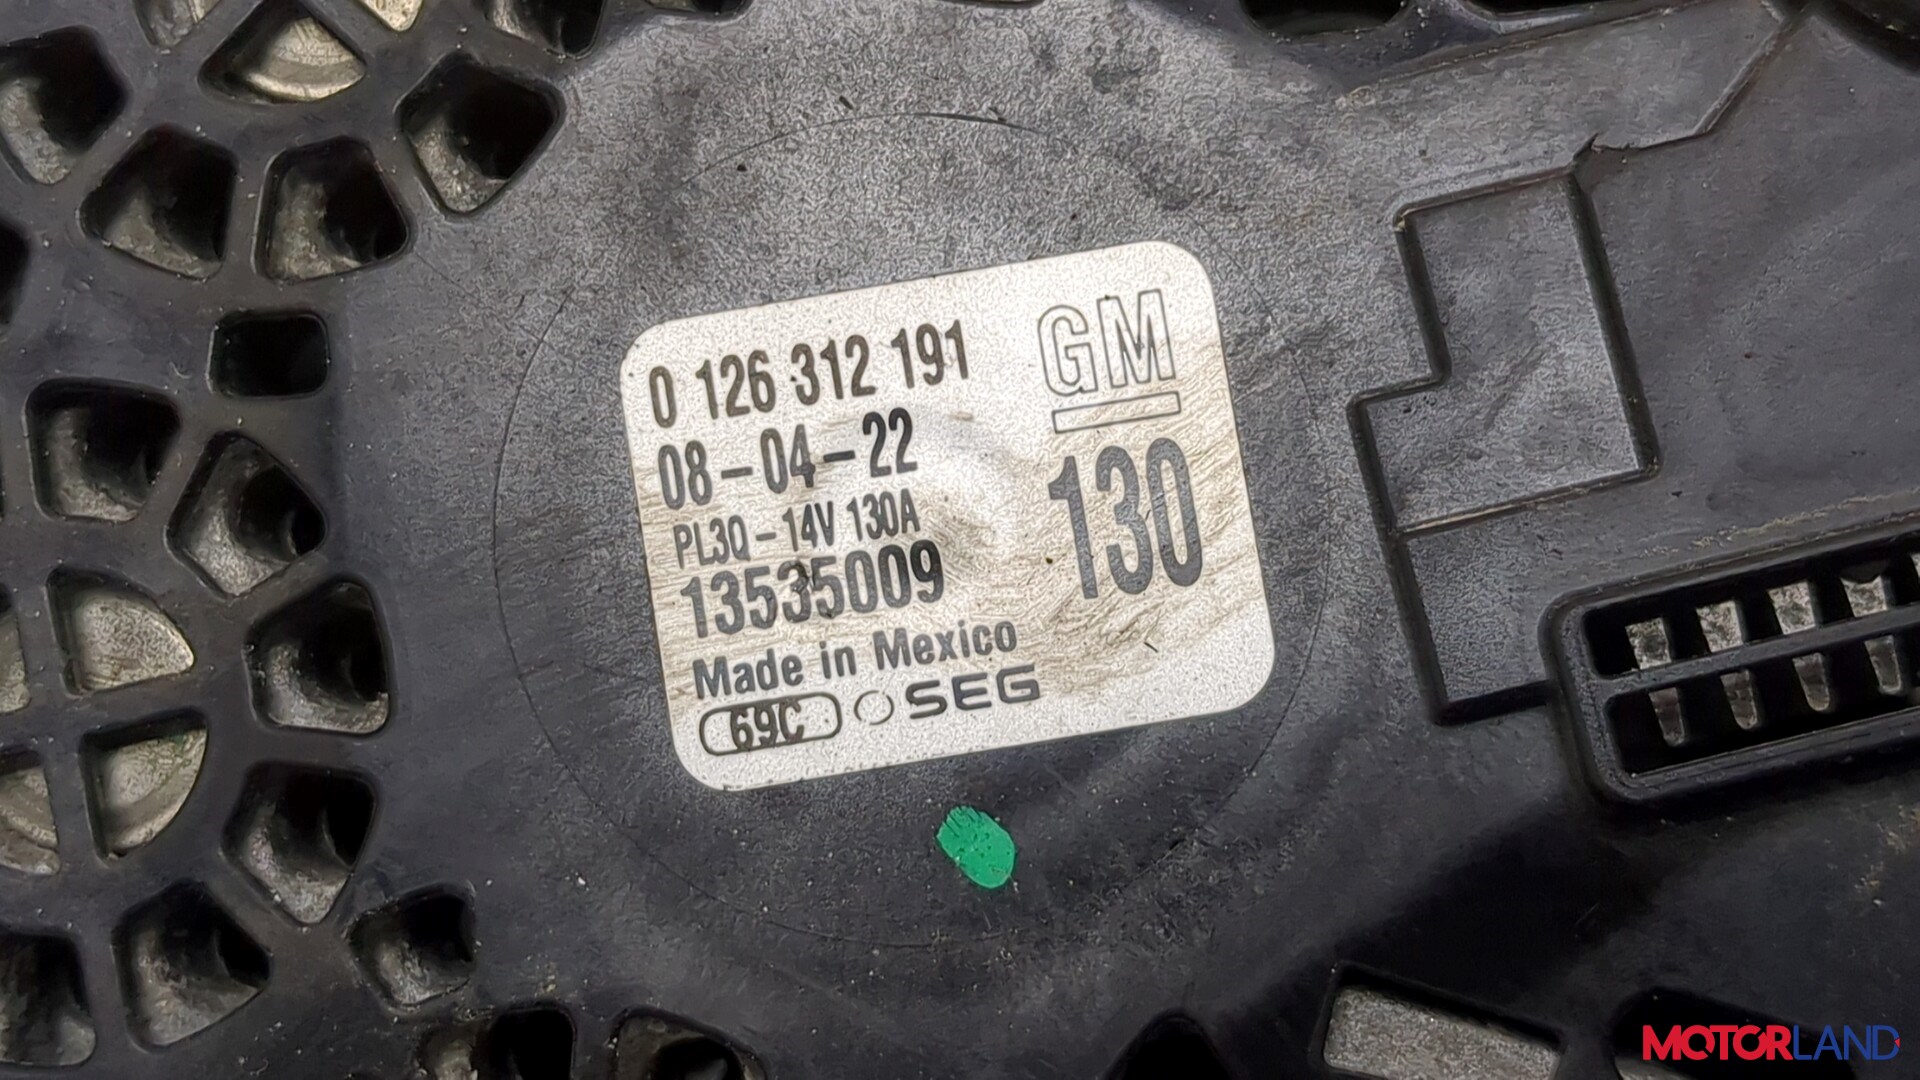 0 126 312 191
08-04-22
PL3Q-14V 130A
13535009
Made in Mexico
69C SEG
GM
130
MOTORLAND